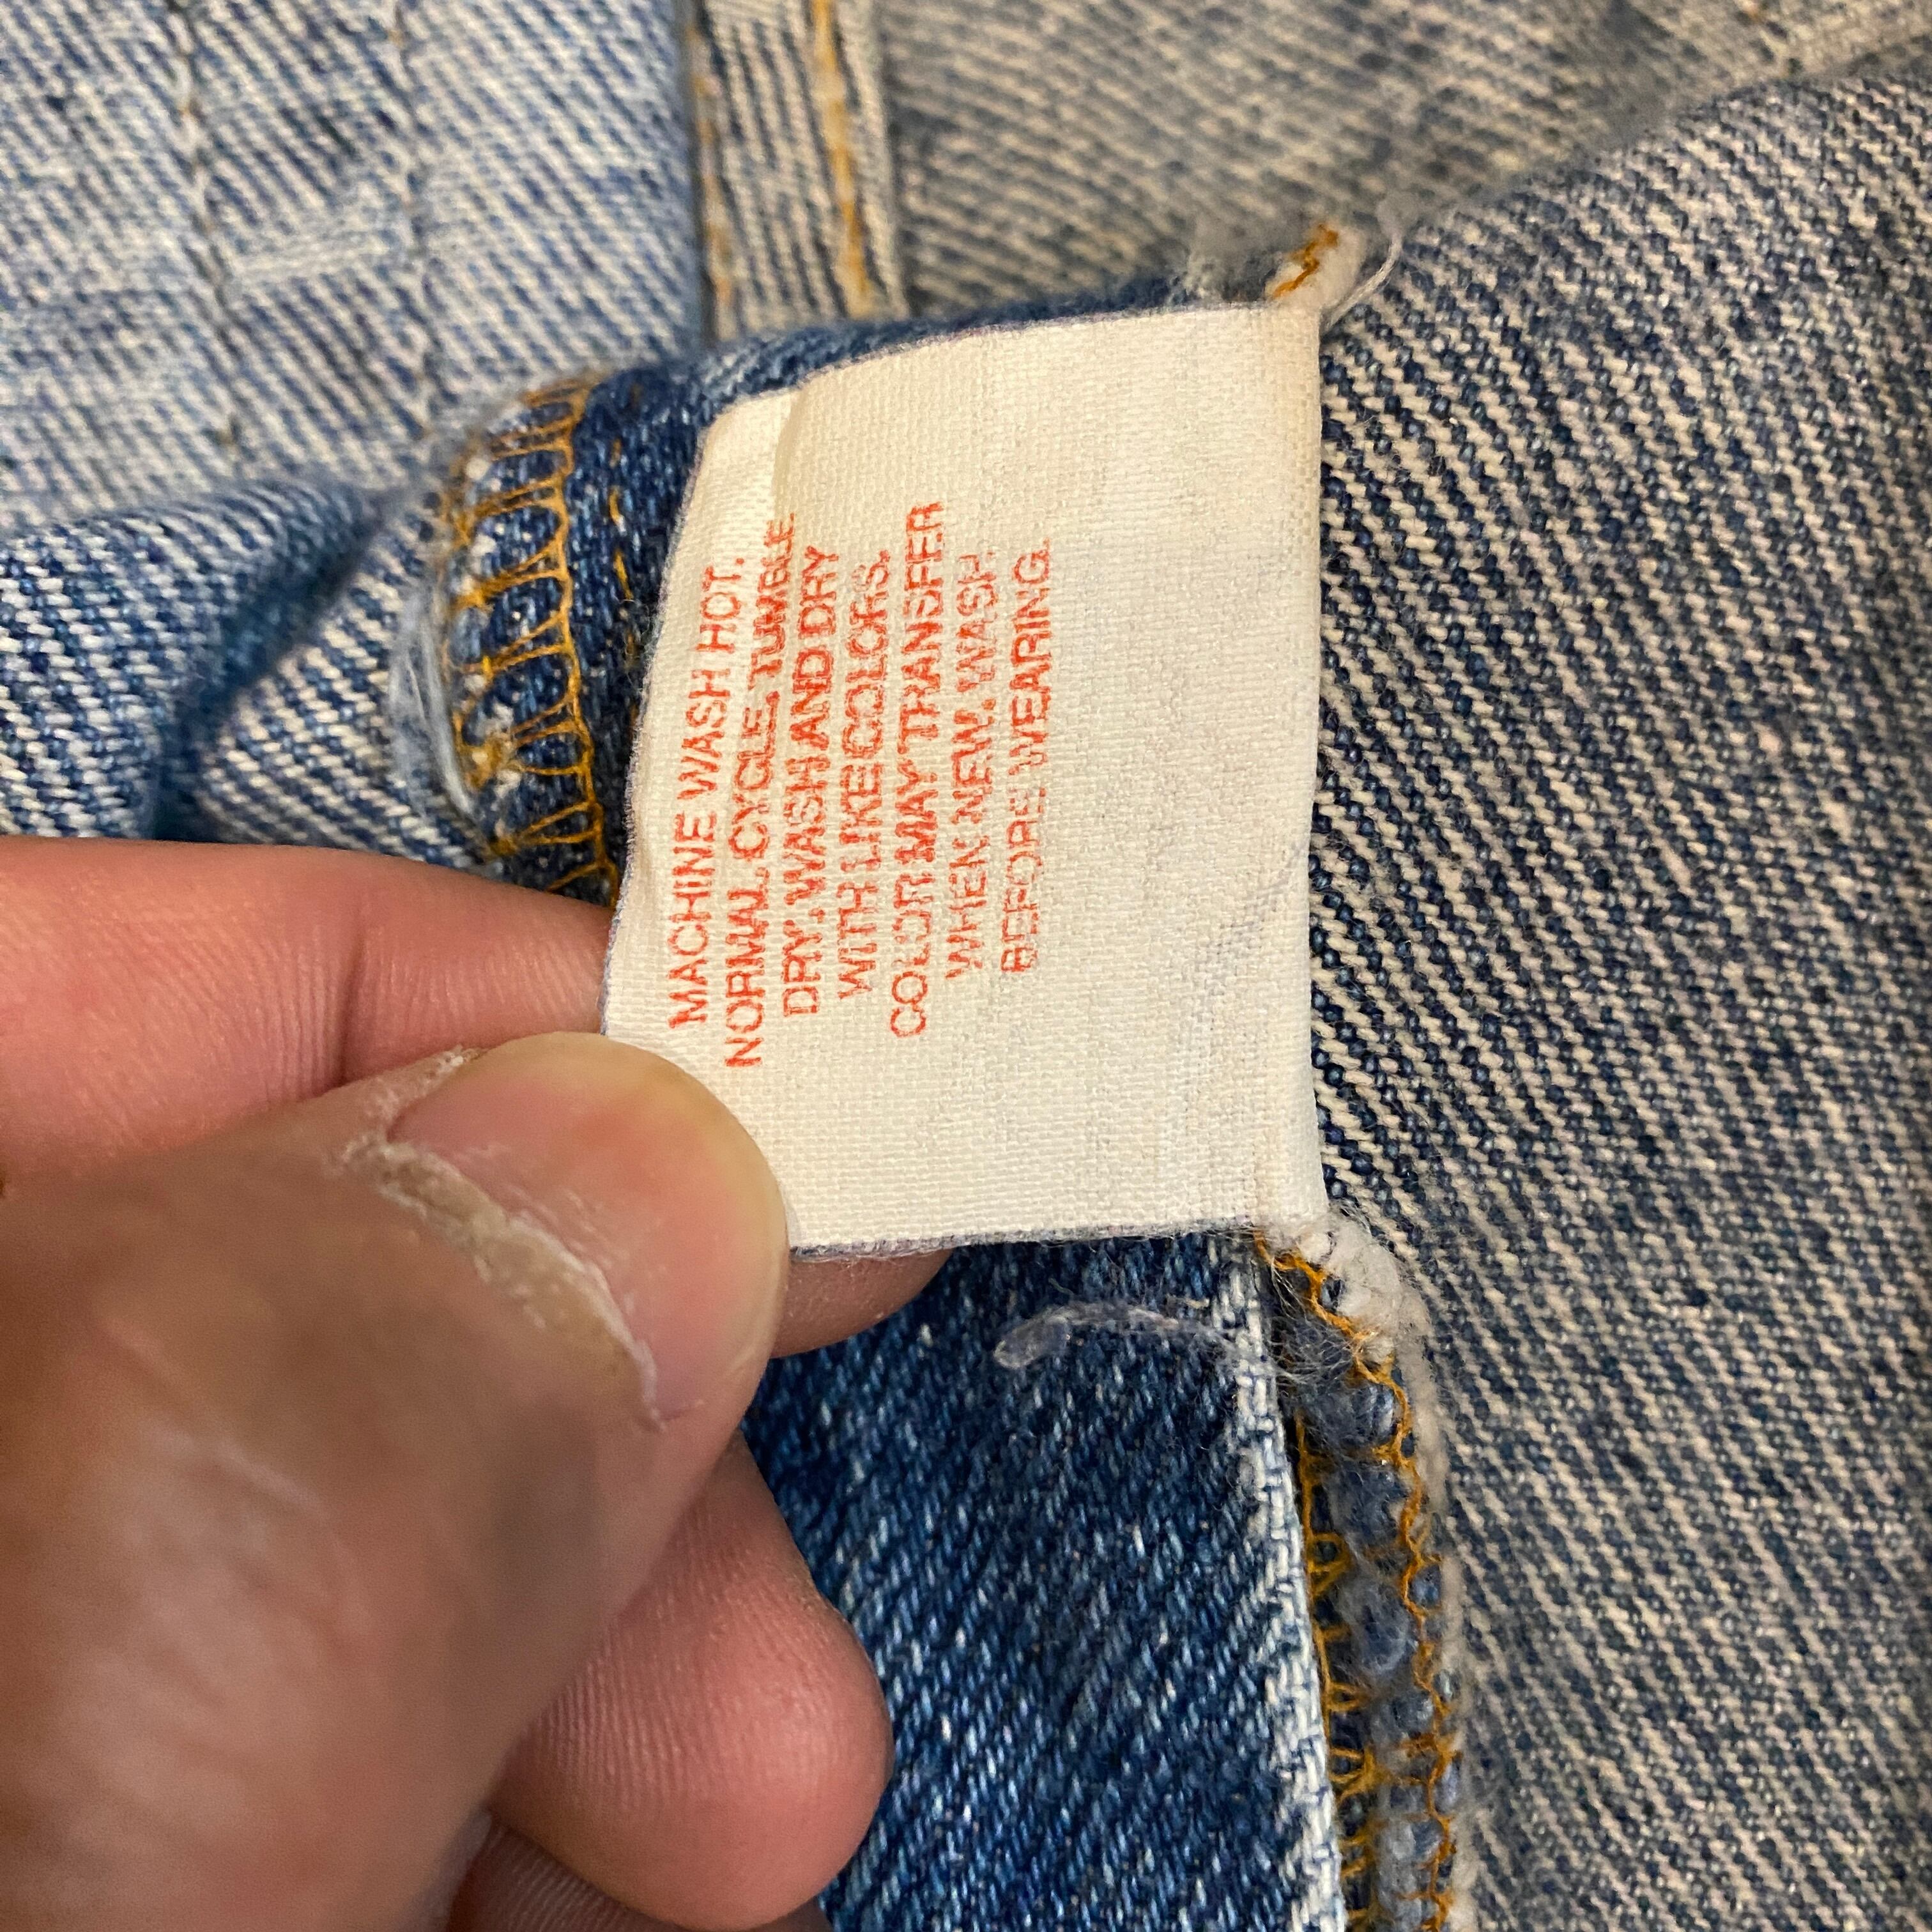 MACHINE WASH HOT.
NORMAL CYCLE, TUMBLE
DRY. WASH AND DRY
WITH LIKE COLORS.
COLOR MAY TRANSFER
WHEN NEW. WASH
BEFORE WEARING.